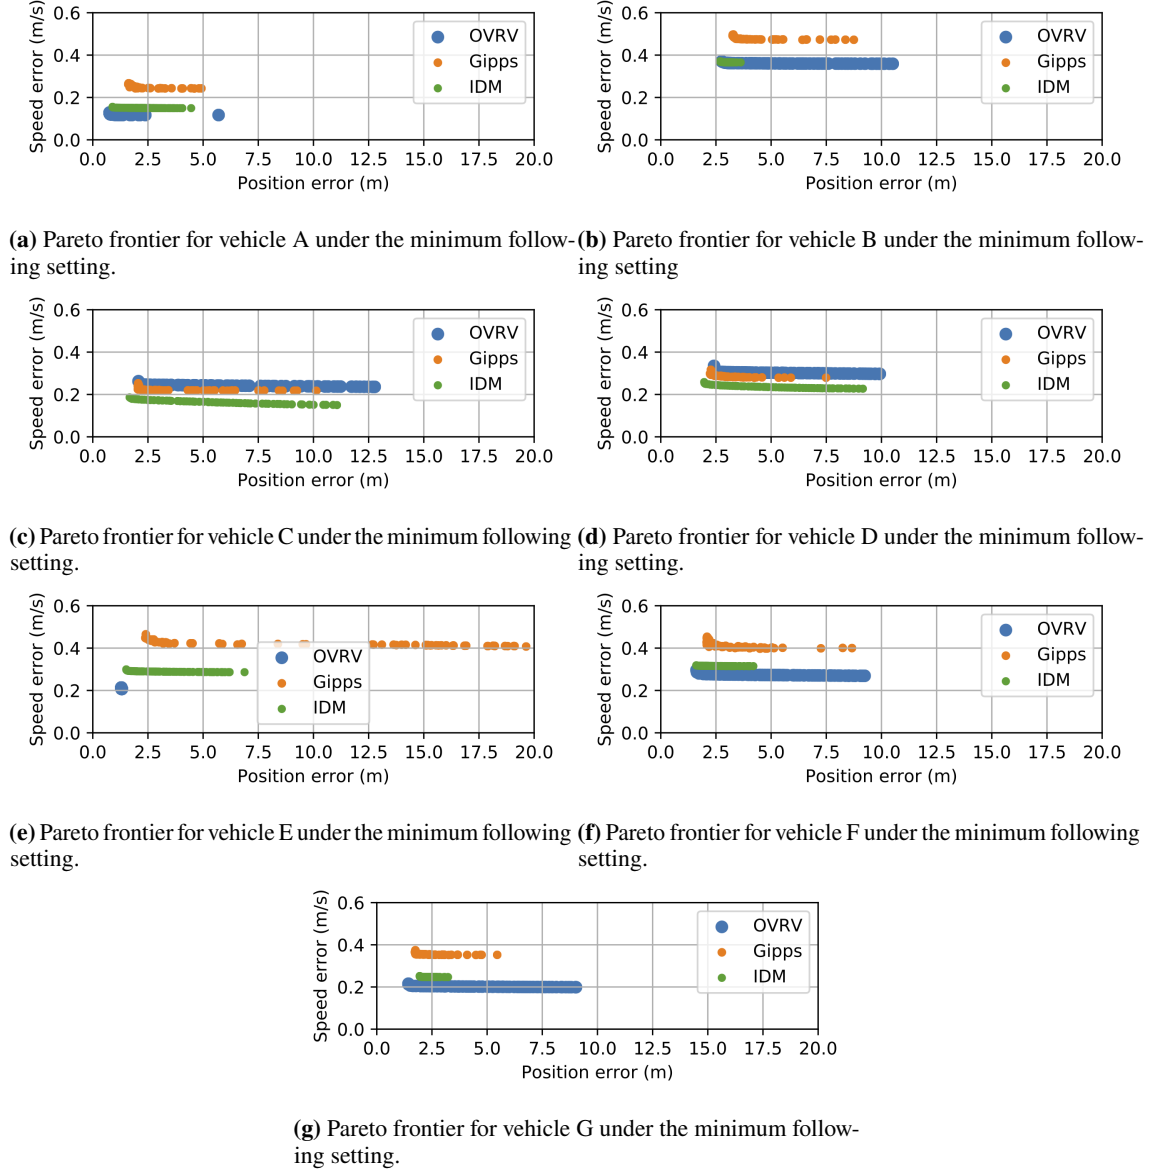 0.6
0.4
0.2
0.0
Speed error (m/s)
OVRV
Gipps
IDM
0.0 2.5 5.0 7.5 10.0 12.5 15.0 17.5 20.0
Position error (m)
(a) Pareto frontier for vehicle A under the minimum follow-
ing setting.
0.6
0.4
0.2
0.0
Speed error (m/s)
OVRV
Gipps
IDM
0.0 2.5 5.0 7.5 10.0 12.5 15.0 17.5 20.0
Position error (m)
(b) Pareto frontier for vehicle B under the minimum follow-
ing setting
0.6
0.4
0.2
0.0
Speed error (m/s)
OVRV
Gipps
IDM
0.0 2.5 5.0 7.5 10.0 12.5 15.0 17.5 20.0
Position error (m)
(c) Pareto frontier for vehicle C under the minimum following
setting.
0.6
0.4
0.2
0.0
Speed error (m/s)
OVRV
Gipps
IDM
0.0 2.5 5.0 7.5 10.0 12.5 15.0 17.5 20.0
Position error (m)
(d) Pareto frontier for vehicle D under the minimum follow-
ing setting.
0.6
0.4
0.2
0.0
Speed error (m/s)
OVRV
Gipps
IDM
0.0 2.5 5.0 7.5 10.0 12.5 15.0 17.5 20.0
Position error (m)
(e) Pareto frontier for vehicle E under the minimum following
setting.
0.6
0.4
0.2
0.0
Speed error (m/s)
OVRV
Gipps
IDM
0.0 2.5 5.0 7.5 10.0 12.5 15.0 17.5 20.0
Position error (m)
(f) Pareto frontier for vehicle F under the minimum following
setting.
0.6
0.4
0.2
0.0
Speed error (m/s)
OVRV
Gipps
IDM
0.0 2.5 5.0 7.5 10.0 12.5 15.0 17.5 20.0
Position error (m)
(g) Pareto frontier for vehicle G under the minimum follow-
ing setting.